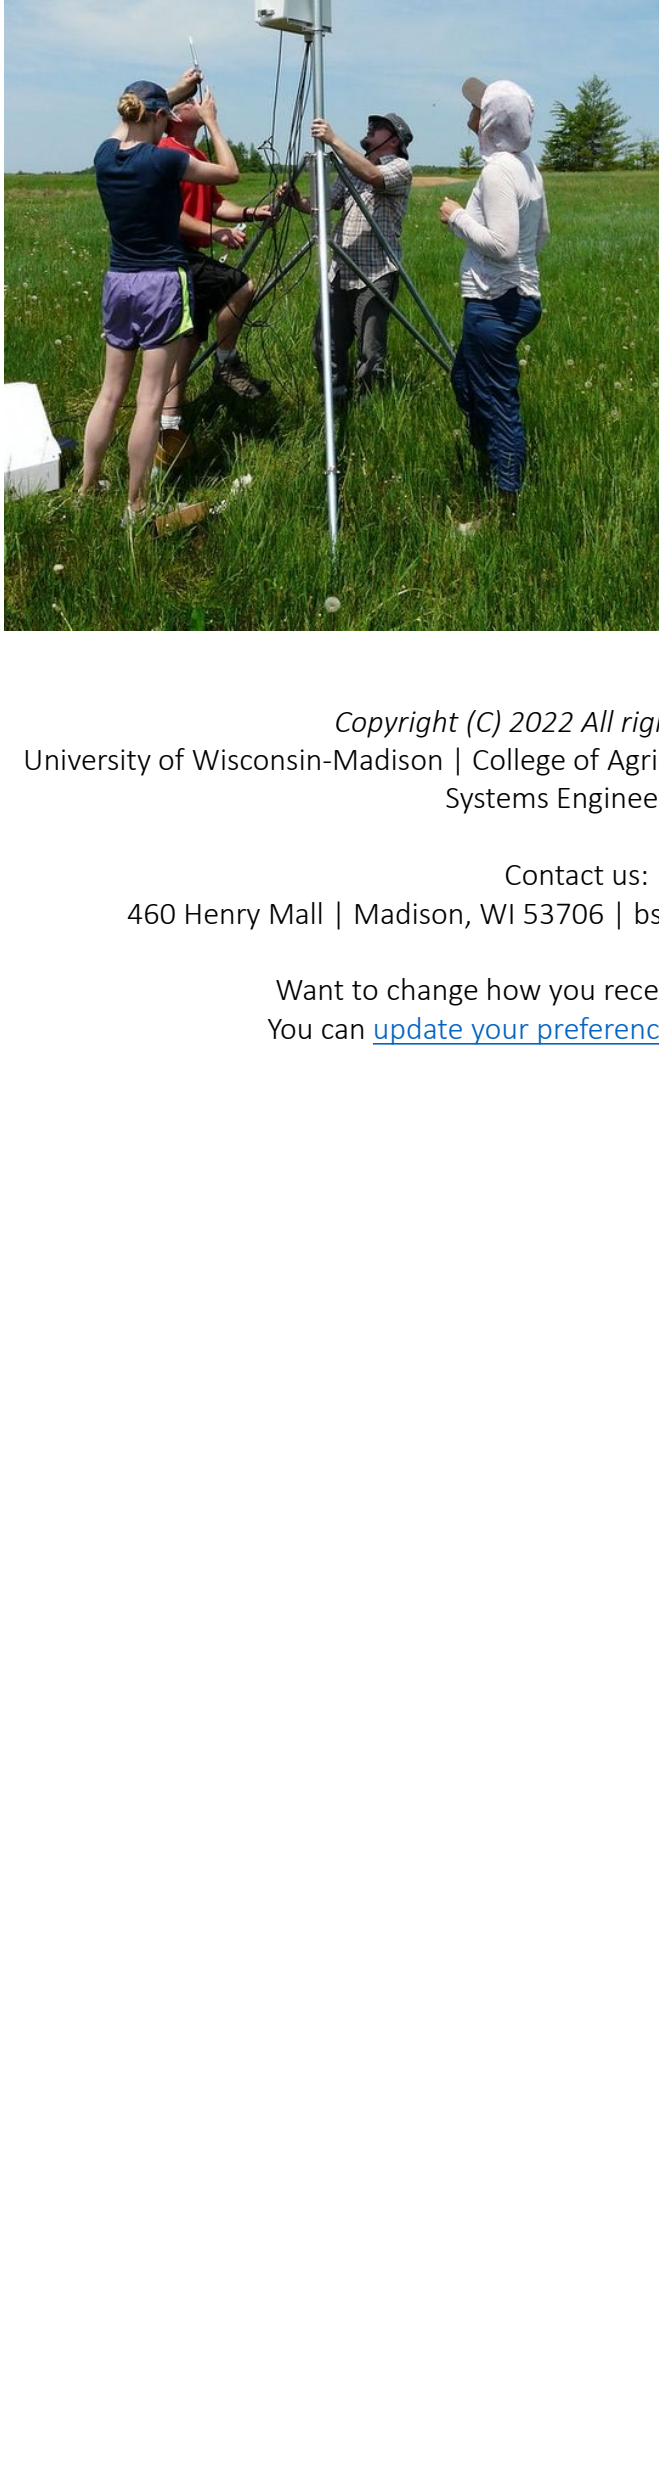 Copyright (C) 2022 All righ
University of Wisconsin-Madison | College of Agri
Systems Enginee
Contact us:
460 Henry Mall | Madison, WI 53706 | bs
Want to change how you rece
You can update your preferenc